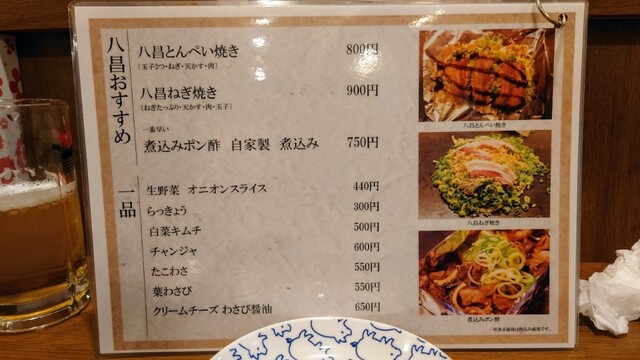 八昌おすすめ
八昌とんぺい焼き 800円
(玉子2つ・ねぎ・天かす・肉)
八昌ねぎ焼き 900円
(ねぎたっぷり・天かす・肉・玉子)
一番早い
煮込みポン酢 自家製 煮込み 750円
一品
生野菜 オニオンスライス 440円
らっきょう 300円
白菜キムチ 500円
チャンジャ 600円
たこわさ 550円
葉わさび 550円
クリームチーズ わさび醤油 650円
八昌とんぺい焼き
八昌ねぎ焼き
煮込みポン酢